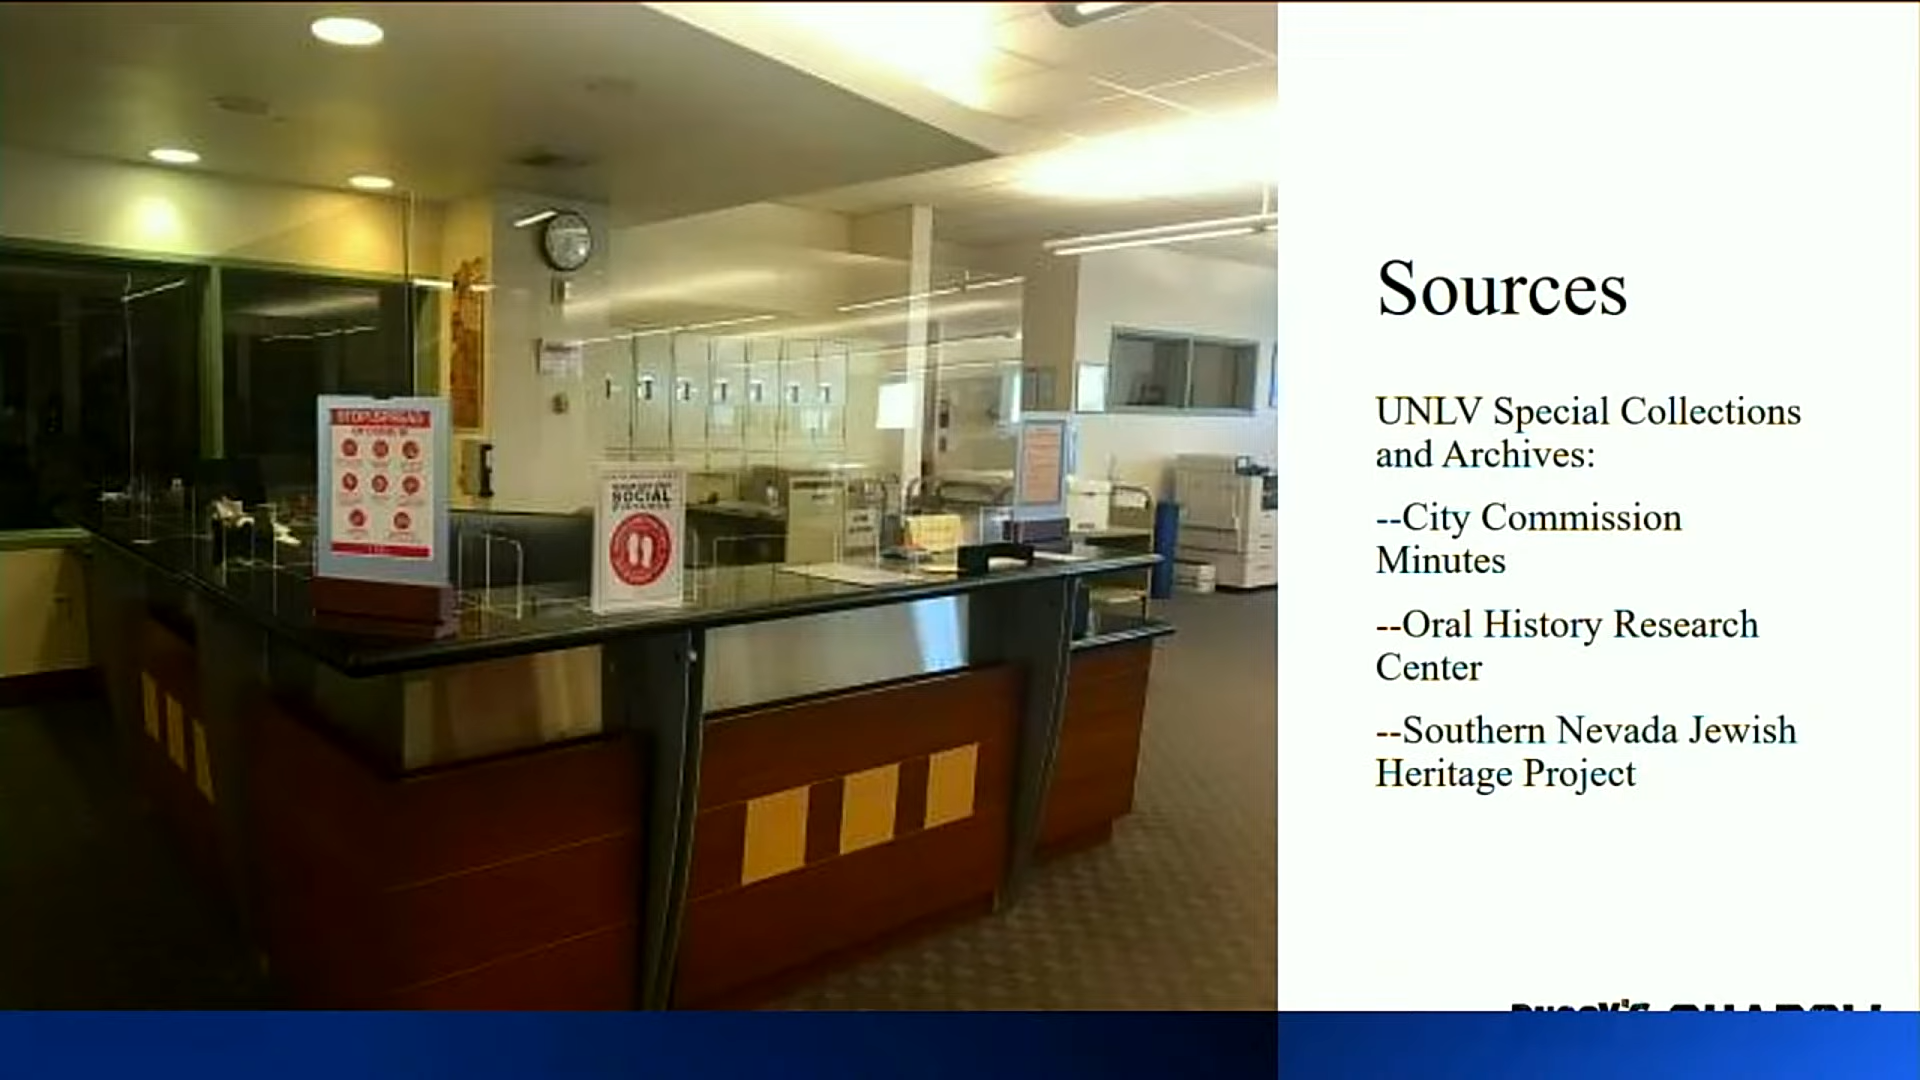 Sources
UNLV Special Collections
and Archives:
--City Commission
Minutes
--Oral History Research
Center
--Southern Nevada Jewish
Heritage Project
SOCIAL